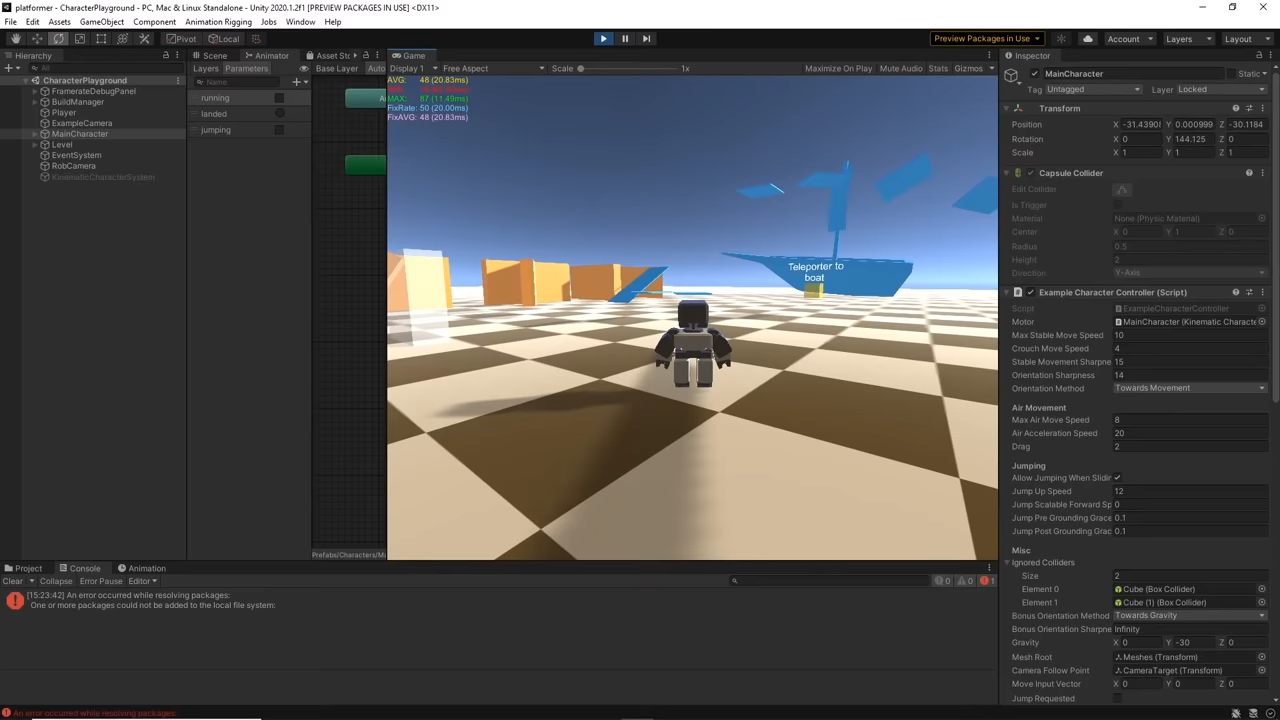 platformer - CharacterPlayground - PC, Mac & Linux Standalone - Unity 2020.1.2f1 [PREVIEW PACKAGES IN USE] <DX11>
File Edit Assets GameObject Component Animation Rigging Jobs Window Help
Pivot Local Preview Packages in Use Account Layers Layout
Hierarchy
All
CharacterPlayground
FramerateDebugPanel
BuildManager
Player
ExampleCamera
MainCharacter
Level
EventSystem
RobCamera
KinematicCharacterSystem
Scene Animator Asset St
Layers Parameters Base Layer Auto
Name
running
landed
jumping
Prefabs/Characters/Ma
Game
Display 1 Free Aspect Scale 1x Maximize On Play Mute Audio Stats Gizmos
AVG: 48 (20.83ms)
MAX: 87 (11.49ms)
FixRate: 50 (20.00ms)
FixAVG: 48 (20.83ms)
Teleporter to
boat
Inspector
MainCharacter Static
Tag Untagged Layer Locked
Transform
Position X -31.43908 Y 0.000999 Z -30.1184
Rotation X 0 Y 144.125 Z 0
Scale X 1 Y 1 Z 1
Capsule Collider
Edit Collider
Is Trigger
Material None (Physic Material)
Center X 0 Y 1 Z 0
Radius 0.5
Height 2
Direction Y-Axis
Example Character Controller (Script)
Script ExampleCharacterController
Motor MainCharacter (Kinematic Characte
Max Stable Move Speed 10
Crouch Move Speed 4
Stable Movement Sharpne 15
Orientation Sharpness 14
Orientation Method Towards Movement
Air Movement
Max Air Move Speed 8
Air Acceleration Speed 20
Drag 2
Jumping
Allow Jumping When Slidin
Jump Up Speed 12
Jump Scalable Forward Sp 0
Jump Pre Grounding Grace 0.1
Jump Post Grounding Grac 0.1
Misc
Ignored Colliders
Size 2
Element 0 Cube (Box Collider)
Element 1 Cube (1) (Box Collider)
Bonus Orientation Method Towards Gravity
Bonus Orientation Sharpne Infinity
Gravity X 0 Y -30 Z 0
Mesh Root Meshes (Transform)
Camera Follow Point CameraTarget (Transform)
Move Input Vector X 0 Y 0 Z 0
Jump Requested
Project Console Animation
Clear Collapse Error Pause Editor 0 0 1
[15:23:42] An error occurred while resolving packages:
One or more packages could not be added to the local file system:
An error occurred while resolving packages: